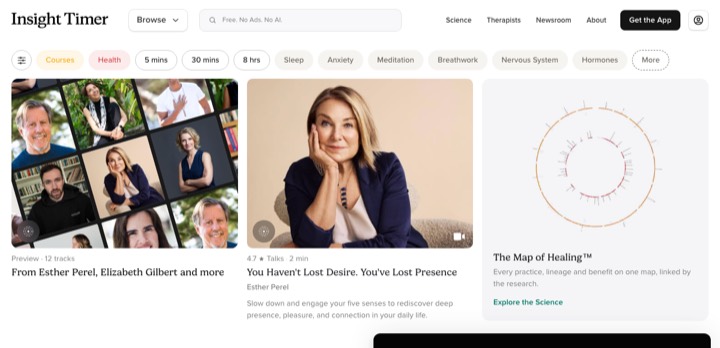 Insight Timer
Browse
Free. No Ads. No AI.
Science
Therapists
Newsroom
About
Get the App
Courses
Health
5 mins
30 mins
8 hrs
Sleep
Anxiety
Meditation
Breathwork
Nervous System
Hormones
More
Preview · 12 tracks
From Esther Perel, Elizabeth Gilbert and more
4.7 ★ Talks · 2 min
You Haven't Lost Desire. You've Lost Presence
Esther Perel
Slow down and engage your five senses to rediscover deep
presence, pleasure, and connection in your daily life.
The Map of Healing™
Every practice, lineage and benefit on one map, linked by
the research.
Explore the Science